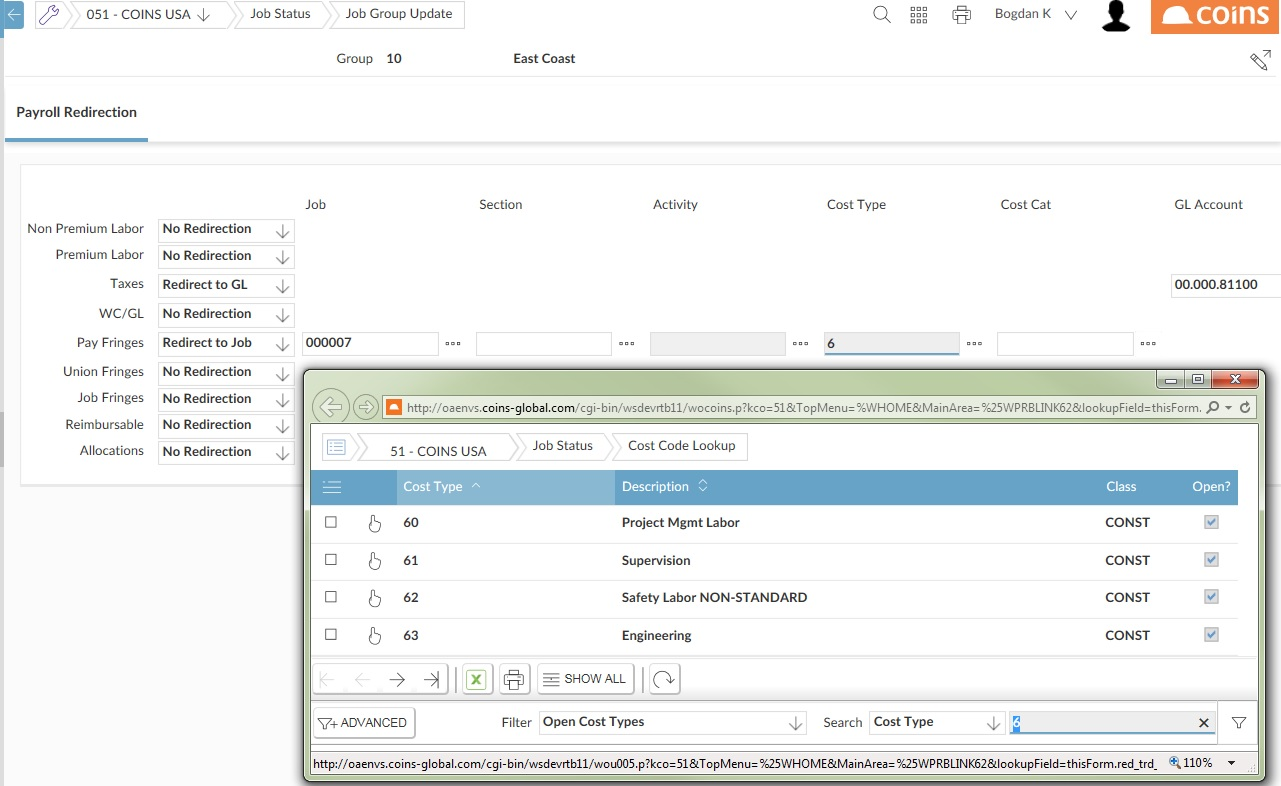 051 - COINS USA Job Status Job Group Update Bogdan K coins
Group 10 East Coast
Payroll Redirection
Job Section Activity Cost Type Cost Cat GL Account
Non Premium Labor No Redirection
Premium Labor No Redirection
Taxes Redirect to GL 00.000.81100
WC/GL No Redirection
Pay Fringes Redirect to Job 000007 6
Union Fringes No Redirection
Job Fringes No Redirection
Reimbursable No Redirection
Allocations No Redirection
http://oaenvs.coins-global.com/cgi-bin/wsdevrtb11/wocoins.p?kco=51&TopMenu=%WHOME&MainArea=%25WPRBLINK62&lookupField=thisForm.
51 - COINS USA Job Status Cost Code Lookup
Cost Type Description Class Open?
60 Project Mgmt Labor CONST
61 Supervision CONST
62 Safety Labor NON-STANDARD CONST
63 Engineering CONST
SHOW ALL
ADVANCED Filter Open Cost Types Search Cost Type 6
http://oaenvs.coins-global.com/cgi-bin/wsdevrtb11/wou005.p?kco=51&TopMenu=%25WHOME&MainArea=%25WPRBLINK62&lookupField=thisForm.red_trd_ 110%